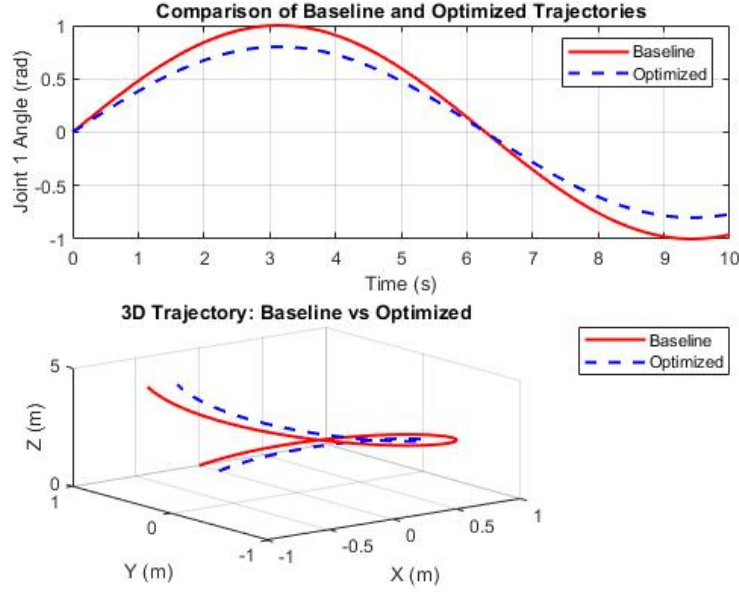 Comparison of Baseline and Optimized Trajectories
1
0.5
0
-0.5
-1
Joint 1 Angle (rad)
Baseline
Optimized
0 1 2 3 4 5 6 7 8 9 10
Time (s)
3D Trajectory: Baseline vs Optimized
Baseline
Optimized
5
0
Z (m)
1
0
-1
Y (m)
-1
-0.5
0
0.5
1
X (m)